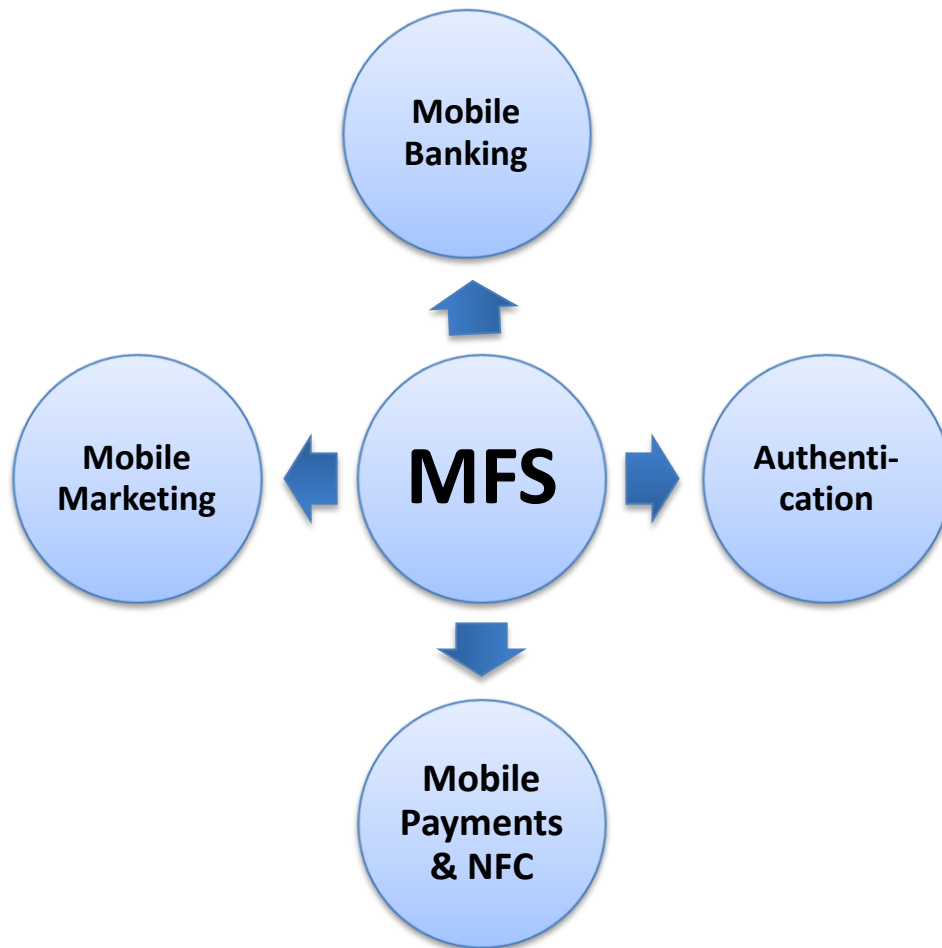 Mobile
Banking
Mobile
Marketing
MFS
Authenti-
cation
Mobile
Payments
& NFC